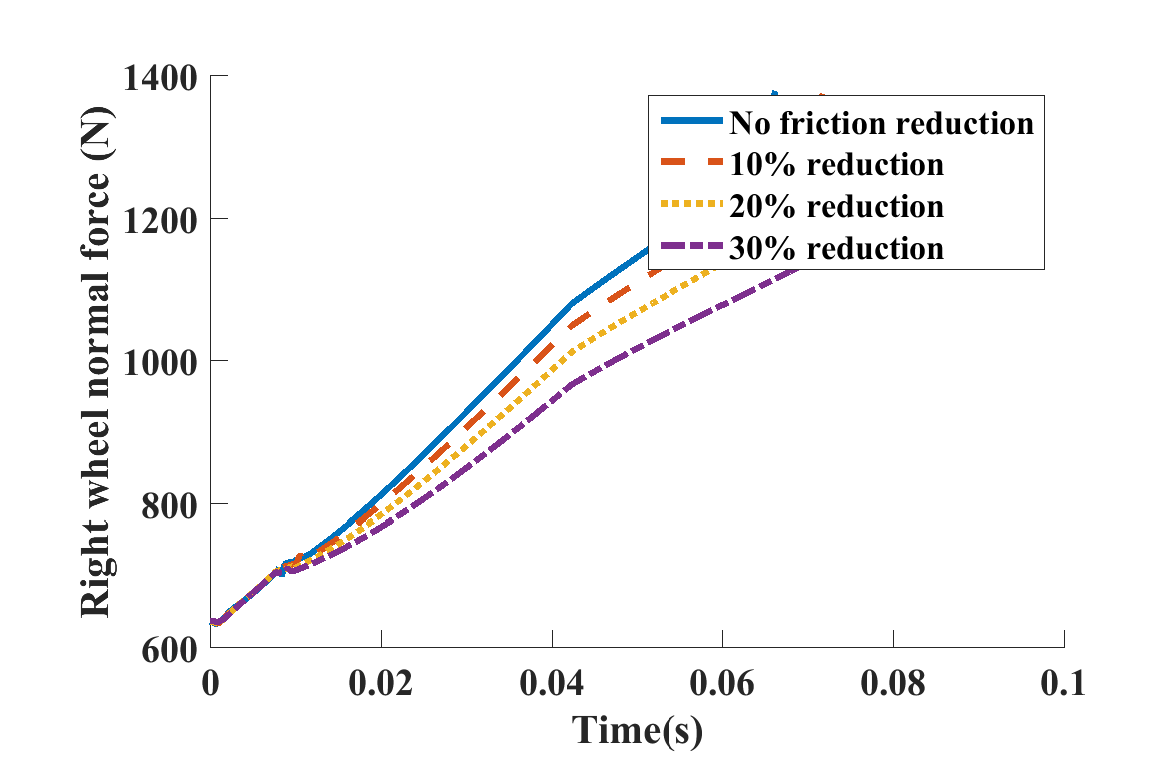 1400
1200
1000
800
600
Right wheel normal force (N)
No friction reduction
10% reduction
20% reduction
30% reduction
0
0.02
0.04
0.06
0.08
0.1
Time(s)